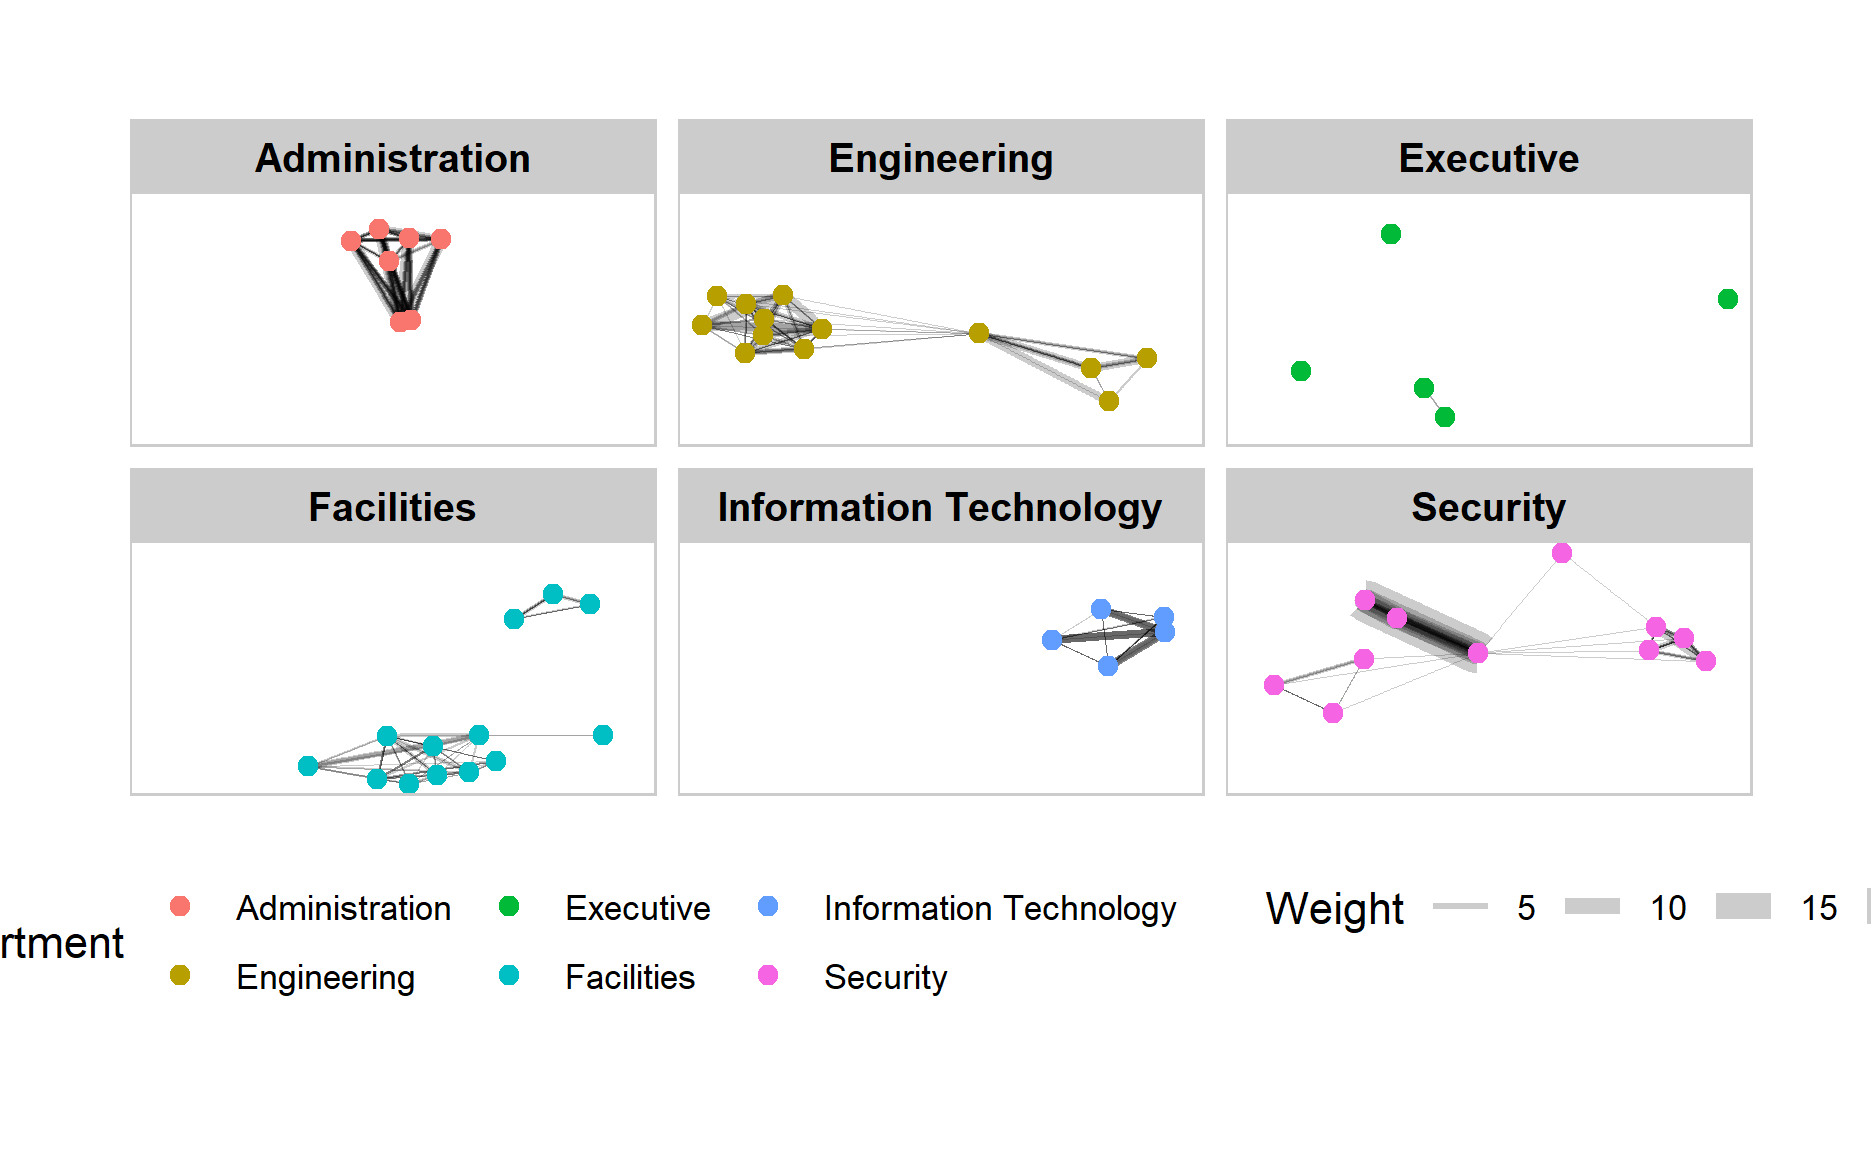 Administration
Engineering
Executive
Facilities
Information Technology
Security
rtment
Administration
Executive
Information Technology
Engineering
Facilities
Security
Weight
5
10
15